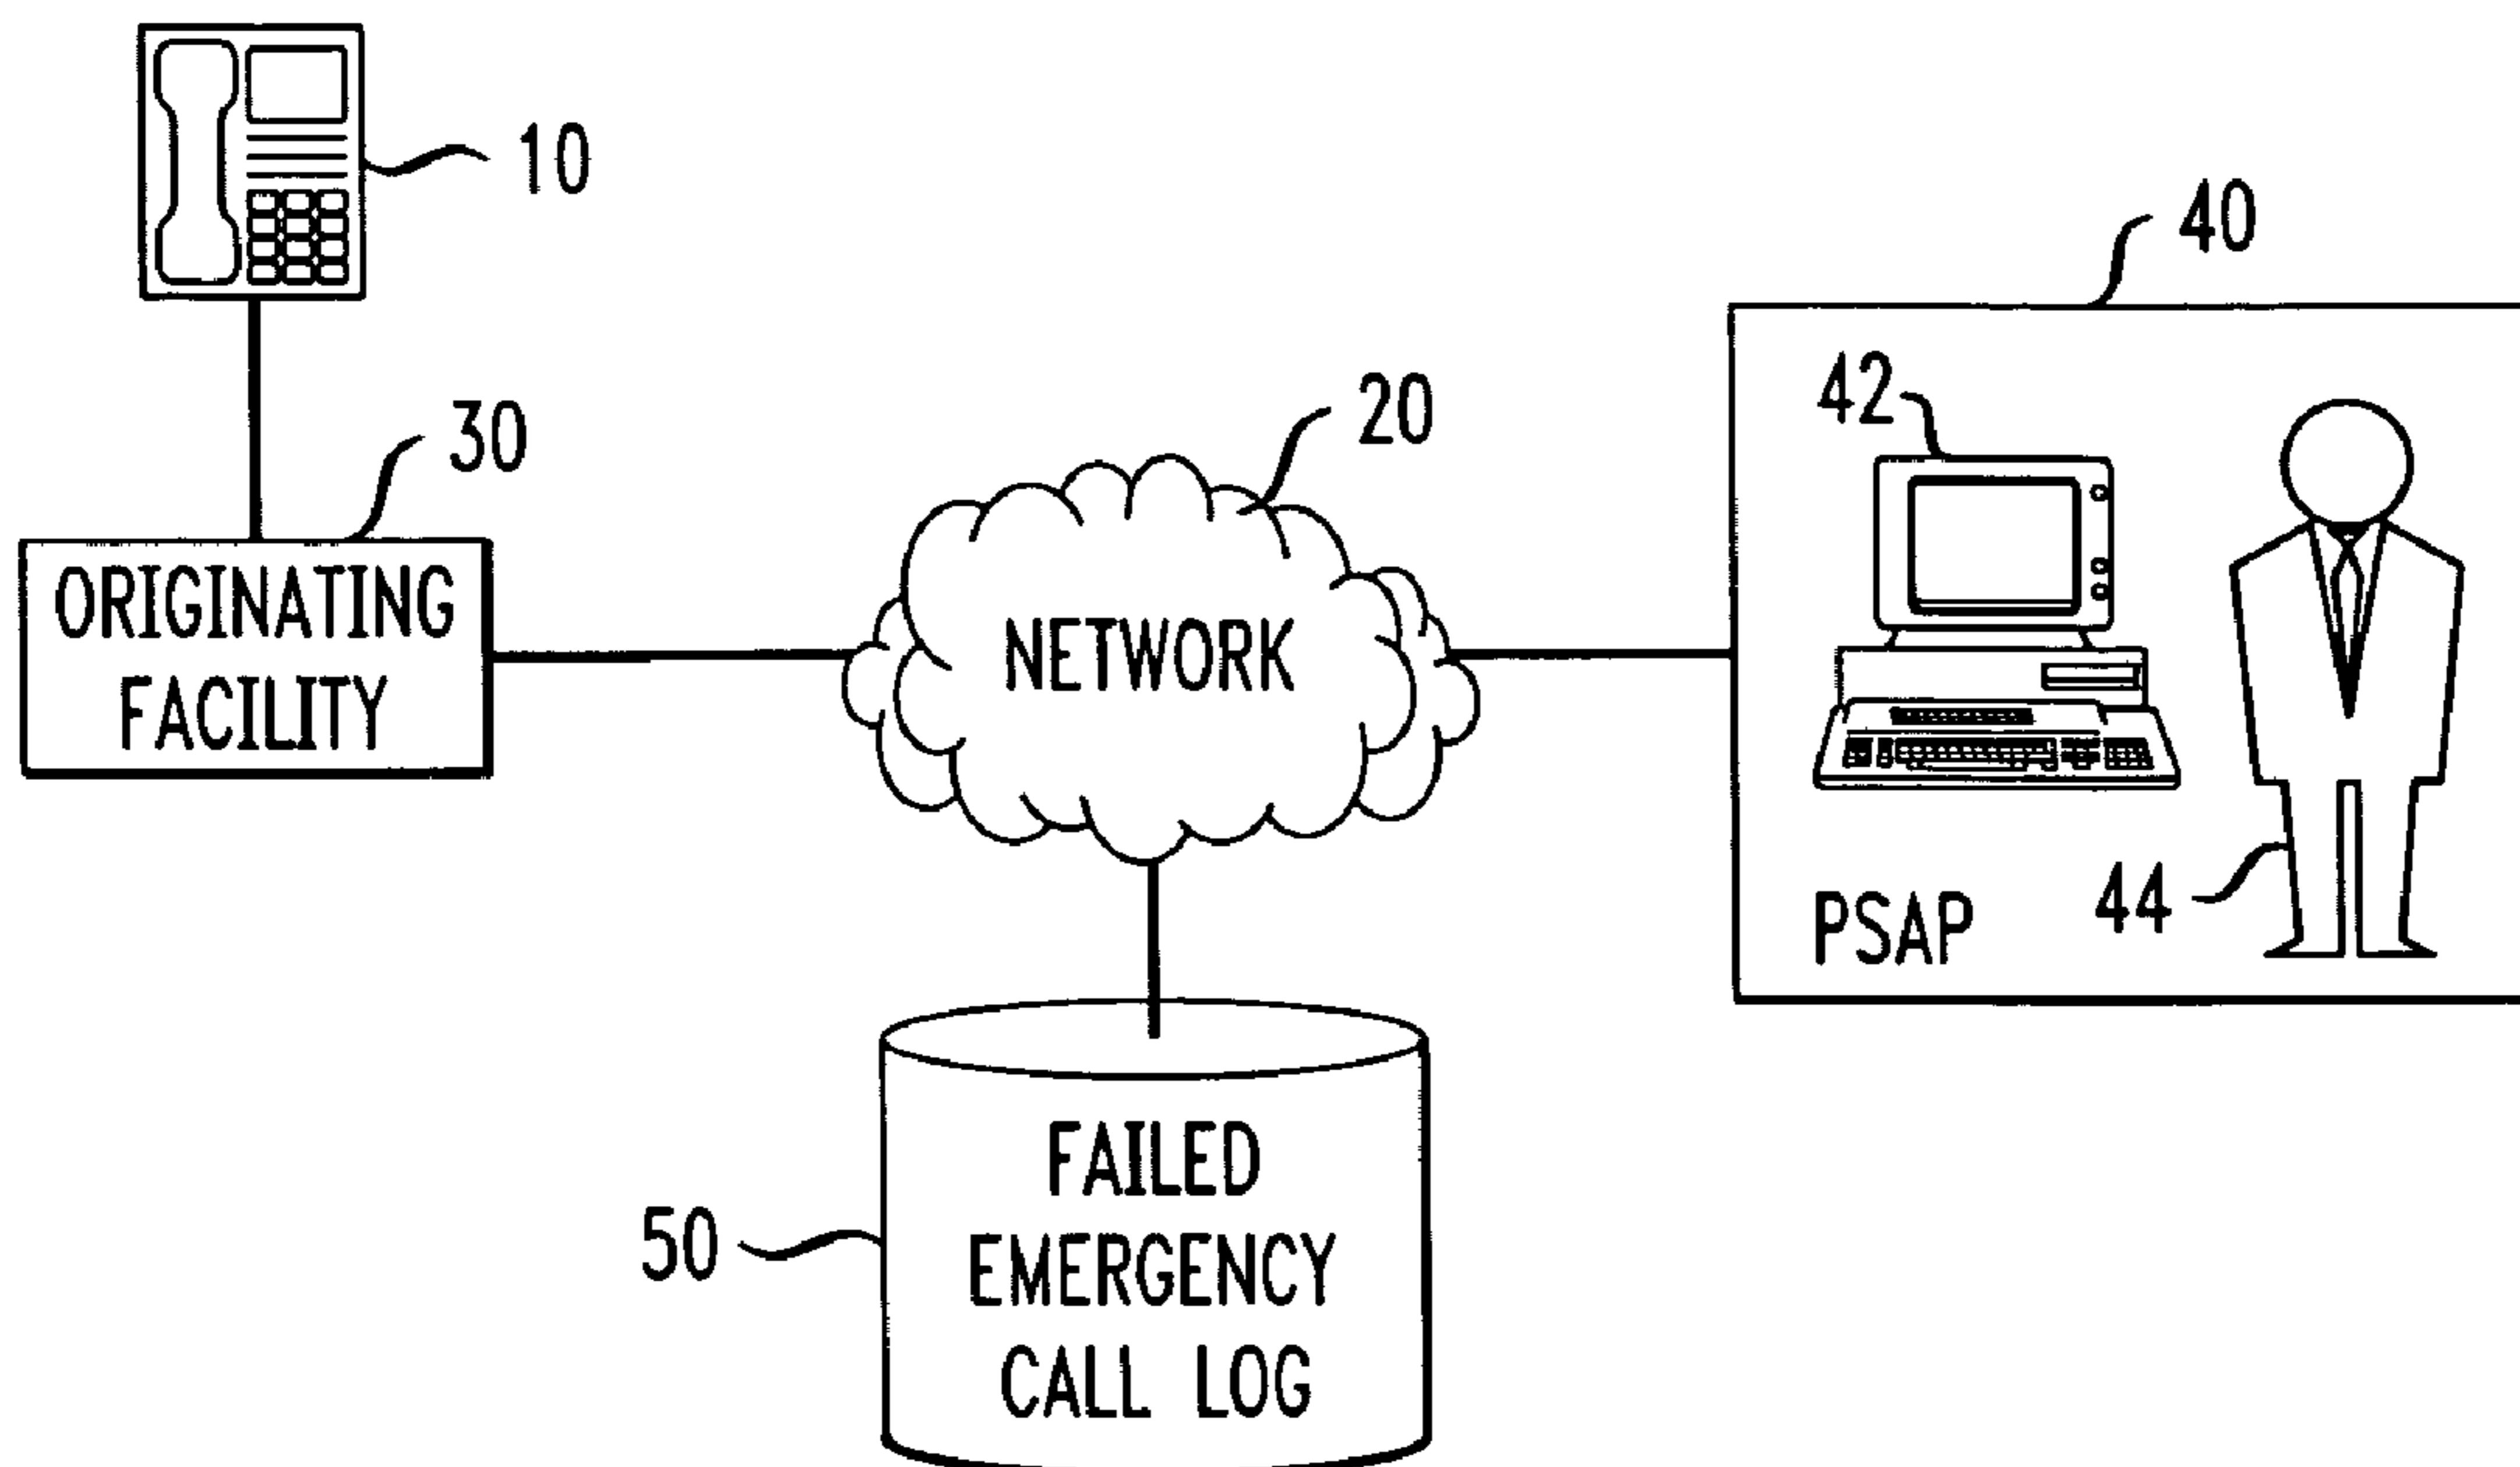 10
40
30
20
42
ORIGINATING
FACILITY
NETWORK
44
PSAP
50
FAILED
EMERGENCY
CALL LOG